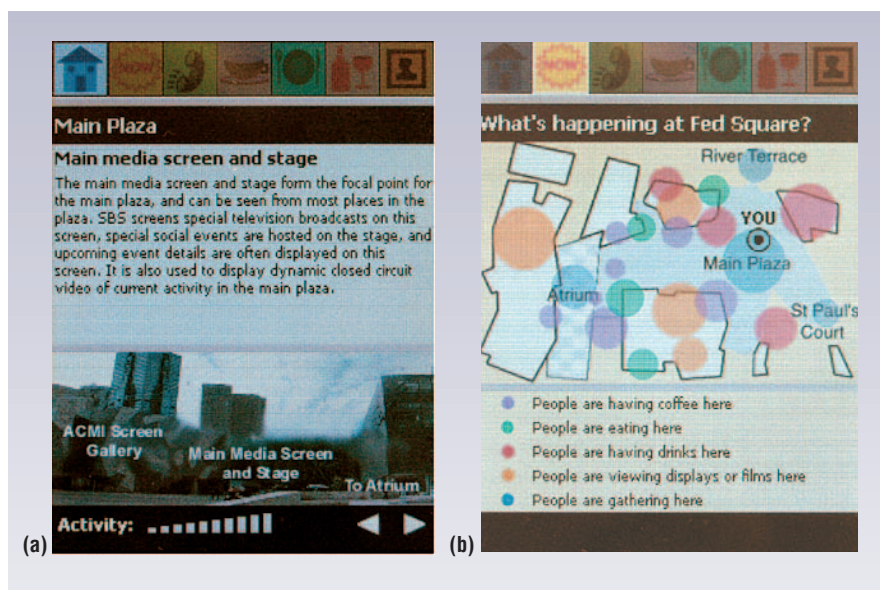 NOW
Main Plaza
Main media screen and stage
The main media screen and stage form the focal point for
the main plaza, and can be seen from most places in the
plaza. SBS screens special television broadcasts on this
screen, special social events are hosted on the stage, and
upcoming event details are often displayed on this
screen. It is also used to display dynamic closed circuit
video of current activity in the main plaza.
ACMI Screen
Gallery
Main Media Screen
and Stage
To Atrium
Activity:
(a)
NOW
What's happening at Fed Square?
River Terrace
YOU
Main Plaza
Atrium
St Paul's
Court
People are having coffee here
People are eating here
People are having drinks here
People are viewing displays or films here
People are gathering here
(b)